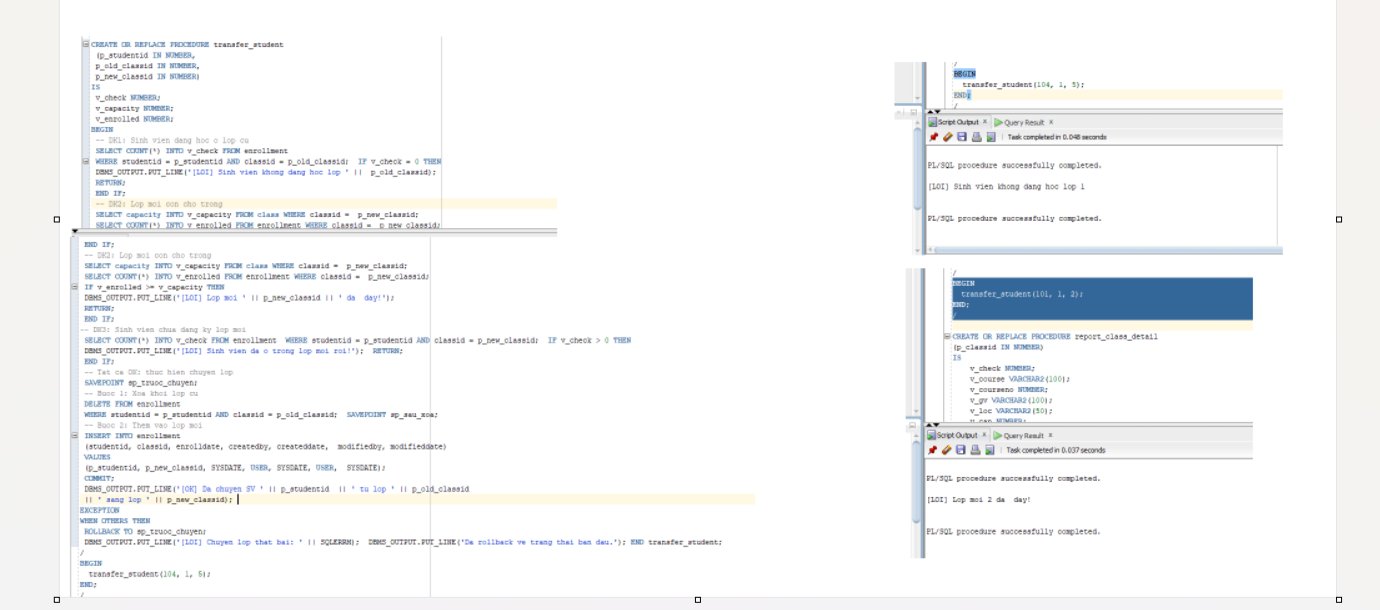 CREATE OR REPLACE PROCEDURE transfer_student
(p_studentid IN NUMBER,
p_old_classid IN NUMBER,
p_new_classid IN NUMBER)
IS
v_check NUMBER;
v_capacity NUMBER;
v_enrolled NUMBER;
BEGIN
-- DK1: Sinh vien dang hoc o lop cu
SELECT COUNT(*) INTO v_check FROM enrollment
WHERE studentid = p_studentid AND classid = p_old_classid;  IF v_check = 0 THEN
DBMS_OUTPUT.PUT_LINE('[LOI] Sinh vien khong dang hoc lop ' ||  p_old_classid);
RETURN;
END IF;
-- DK2: Lop moi con cho trong
SELECT capacity INTO v_capacity FROM class WHERE classid =  p_new_classid;
SELECT COUNT(*) INTO v_enrolled FROM enrollment WHERE classid =  p_new_classid;
END IF;
-- DK2: Lop moi con cho trong
SELECT capacity INTO v_capacity FROM class WHERE classid =  p_new_classid;
SELECT COUNT(*) INTO v_enrolled FROM enrollment WHERE classid =  p_new_classid;
IF v_enrolled >= v_capacity THEN
DBMS_OUTPUT.PUT_LINE('[LOI] Lop moi ' || p_new_classid || ' da  day!');
RETURN;
END IF;
-- DK3: Sinh vien chua dang ky lop moi
SELECT COUNT(*) INTO v_check FROM enrollment  WHERE studentid = p_studentid AND classid = p_new_classid;  IF v_check > 0 THEN
DBMS_OUTPUT.PUT_LINE('[LOI] Sinh vien da o trong lop moi roi!');  RETURN;
END IF;
-- Tat ca OK: thuc hien chuyen lop
SAVEPOINT sp_truoc_chuyen;
-- Buoc 1: Xoa khoi lop cu
DELETE FROM enrollment
WHERE studentid = p_studentid AND classid = p_old_classid;  SAVEPOINT sp_sau_xoa;
-- Buoc 2: Them vao lop moi
INSERT INTO enrollment
(studentid, classid, enrolldate, createdby, createddate,  modifiedby, modifieddate)
VALUES
(p_studentid, p_new_classid, SYSDATE, USER, SYSDATE, USER,  SYSDATE);
COMMIT;
DBMS_OUTPUT.PUT_LINE('[OK] Da chuyen SV ' || p_studentid  || ' tu lop ' || p_old_classid
|| ' sang lop ' || p_new_classid);
EXCEPTION
WHEN OTHERS THEN
ROLLBACK TO sp_truoc_chuyen;
DBMS_OUTPUT.PUT_LINE('[LOI] Chuyen lop that bai: ' || SQLERRM);  DBMS_OUTPUT.PUT_LINE('Da rollback ve trang thai ban dau.'); END transfer_student;
/
BEGIN
transfer_student(104, 1, 5);
END;
/
/
BEGIN
transfer_student(104, 1, 5);
END;
/
Script Output × Query Result ×
Task completed in 0.048 seconds
PL/SQL procedure successfully completed.
[LOI] Sinh vien khong dang hoc lop 1
PL/SQL procedure successfully completed.
/
BEGIN
transfer_student(101, 1, 2);
END;
/
CREATE OR REPLACE PROCEDURE report_class_detail
(p_classid IN NUMBER)
IS
v_check NUMBER;
v_course VARCHAR2(100);
v_courseno NUMBER;
v_gv VARCHAR2(100);
v_loc VARCHAR2(50);
v_cap NUMBER;
Script Output × Query Result ×
Task completed in 0.037 seconds
PL/SQL procedure successfully completed.
[LOI] Lop moi 2 da  day!
PL/SQL procedure successfully completed.